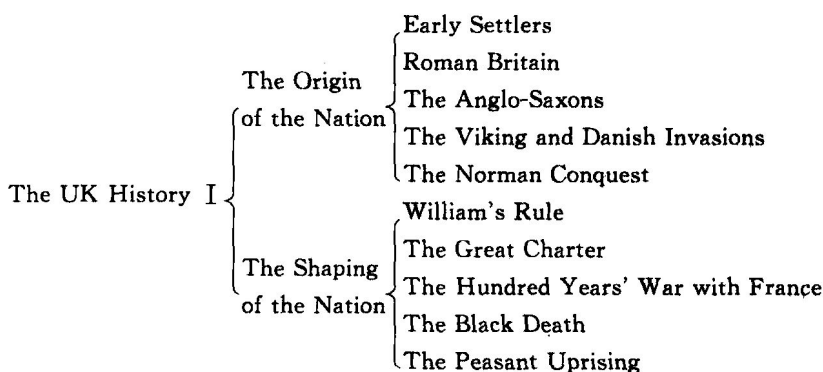 The UK History I
The Origin
of the Nation
Early Settlers
Roman Britain
The Anglo-Saxons
The Viking and Danish Invasions
The Norman Conquest
The Shaping
of the Nation
William's Rule
The Great Charter
The Hundred Years' War with France
The Black Death
The Peasant Uprising